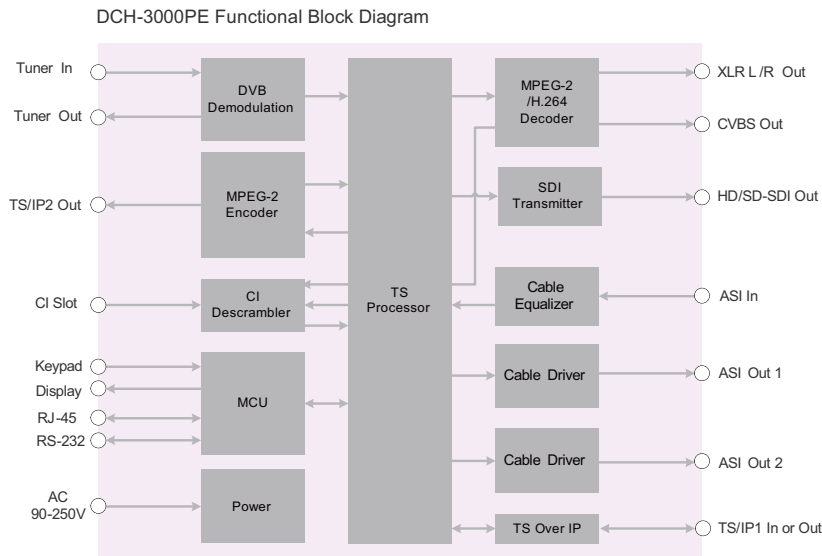 DCH-3000PE Functional Block Diagram
Tuner In
Tuner Out
TS/IP2 Out
CI Slot
Keypad
Display
RJ-45
RS-232
AC
90-250V
DVB
Demodulation
MPEG-2
Encoder
CI
Descrambler
MCU
Power
TS
Processor
MPEG-2
/H.264
Decoder
SDI
Transmitter
Cable
Equalizer
Cable Driver
Cable Driver
TS Over IP
XLR L /R Out
CVBS Out
HD/SD-SDI Out
ASI In
ASI Out 1
ASI Out 2
TS/IP1 In or Out